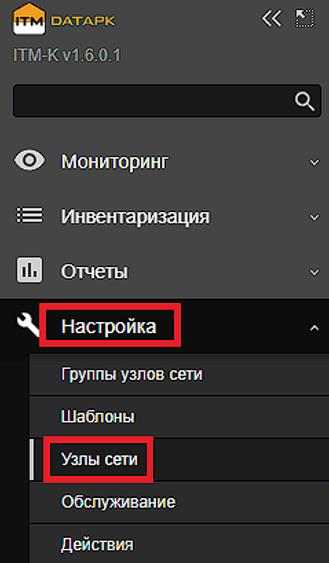 ITM DATAPK
ITM-K v1.6.0.1
Мониторинг
Инвентаризация
Отчеты
Настройка
Группы узлов сети
Шаблоны
Узлы сети
Обслуживание
Действия